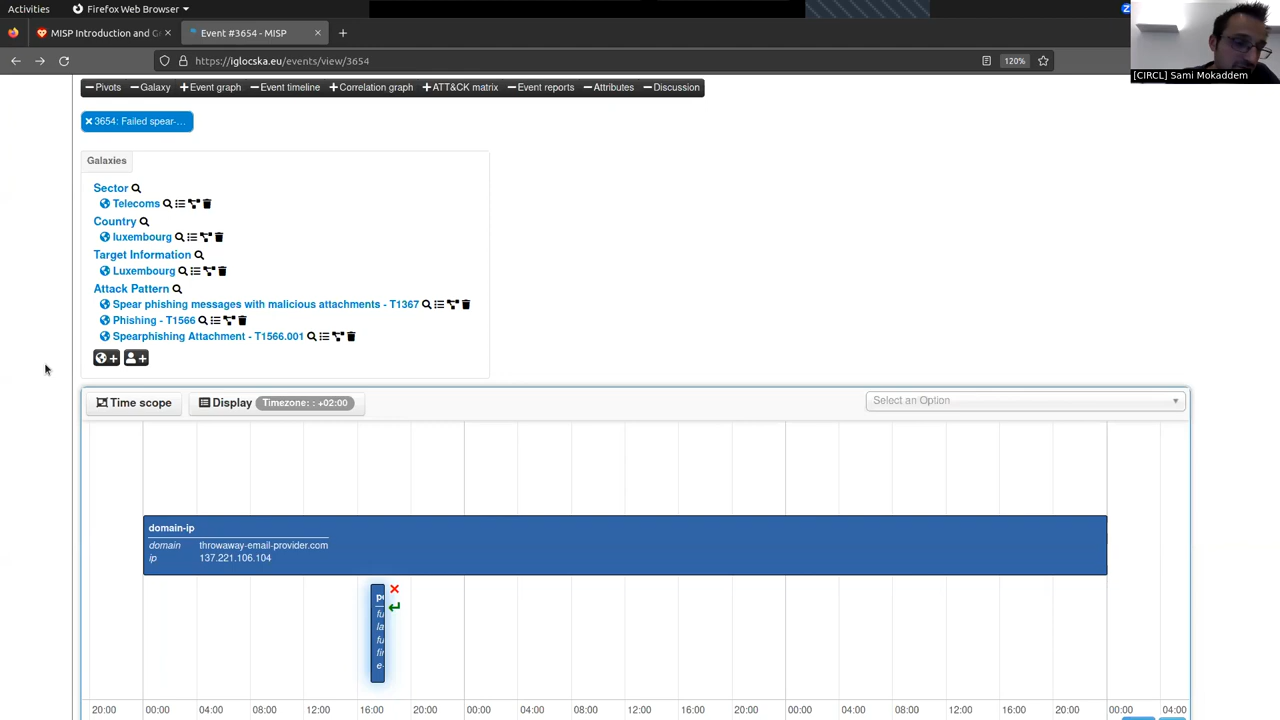 Activities
Firefox Web Browser
MISP Introduction and G
Event #3654 - MISP
https://iglocska.eu/events/view/3654
120%
[CIRCL] Sami Mokaddem
Pivots
Galaxy
Event graph
Event timeline
Correlation graph
ATT&CK matrix
Event reports
Attributes
Discussion
3654: Failed spear-...
Galaxies
Sector
Telecoms
Country
luxembourg
Target Information
Luxembourg
Attack Pattern
Spear phishing messages with malicious attachments - T1367
Phishing - T1566
Spearphishing Attachment - T1566.001
Time scope
Display Timezone: : +02:00
Select an Option
domain-ip
domain throwaway-email-provider.com
ip 137.221.106.104
pe
fu
la
fu
fir
e-
20:00 00:00 04:00 08:00 12:00 16:00 20:00 00:00 04:00 08:00 12:00 16:00 20:00 00:00 04:00 08:00 12:00 16:00 20:00 00:00 04:00